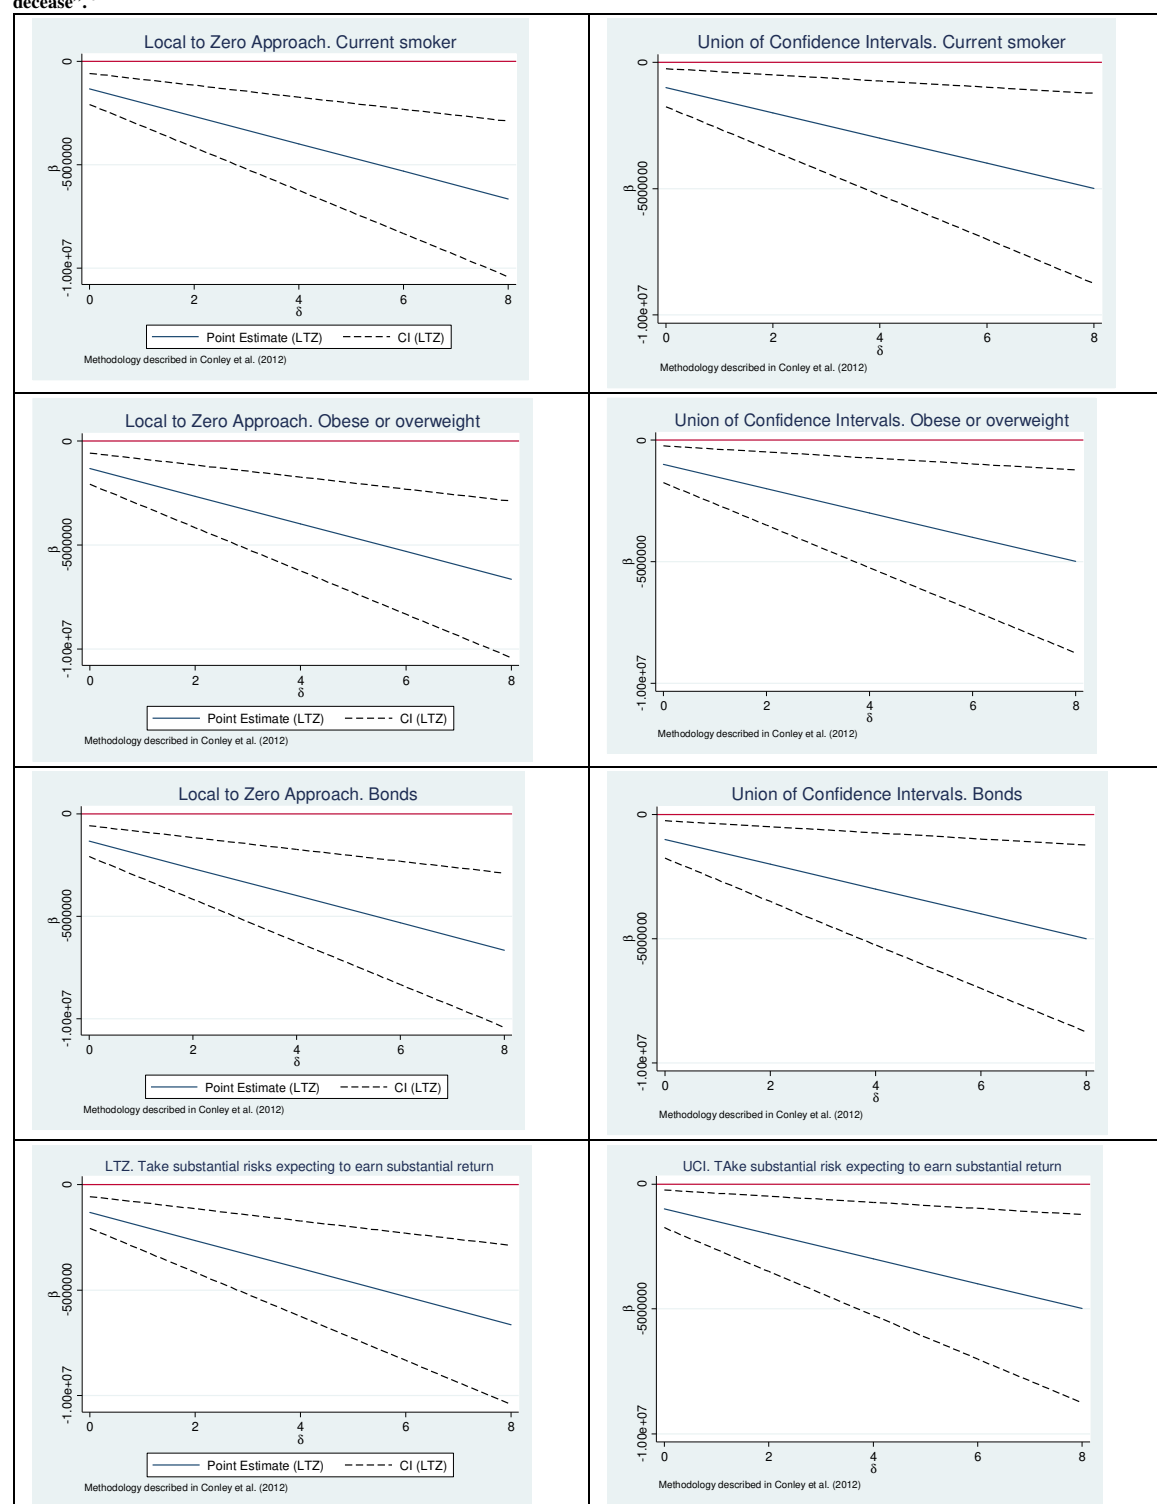 decease".
Local to Zero Approach. Current smoker
0
-5000000
-1.00e+07
β
0 2 4 6 8
δ
Point Estimate (LTZ) CI (LTZ)
Methodology described in Conley et al. (2012)
Union of Confidence Intervals. Current smoker
0
-5000000
-1.00e+07
β
0 2 4 6 8
δ
Methodology described in Conley et al. (2012)
Local to Zero Approach. Obese or overweight
0
-5000000
-1.00e+07
β
0 2 4 6 8
δ
Point Estimate (LTZ) CI (LTZ)
Methodology described in Conley et al. (2012)
Union of Confidence Intervals. Obese or overweight
0
-5000000
-1.00e+07
β
0 2 4 6 8
δ
Methodology described in Conley et al. (2012)
Local to Zero Approach. Bonds
0
-5000000
-1.00e+07
β
0 2 4 6 8
δ
Point Estimate (LTZ) CI (LTZ)
Methodology described in Conley et al. (2012)
Union of Confidence Intervals. Bonds
0
-5000000
-1.00e+07
β
0 2 4 6 8
δ
Methodology described in Conley et al. (2012)
LTZ. Take substantial risks expecting to earn substantial return
0
-5000000
-1.00e+07
β
0 2 4 6 8
δ
Point Estimate (LTZ) CI (LTZ)
Methodology described in Conley et al. (2012)
UCI. TAke substantial risk expecting to earn substantial return
0
-5000000
-1.00e+07
β
0 2 4 6 8
δ
Methodology described in Conley et al. (2012)